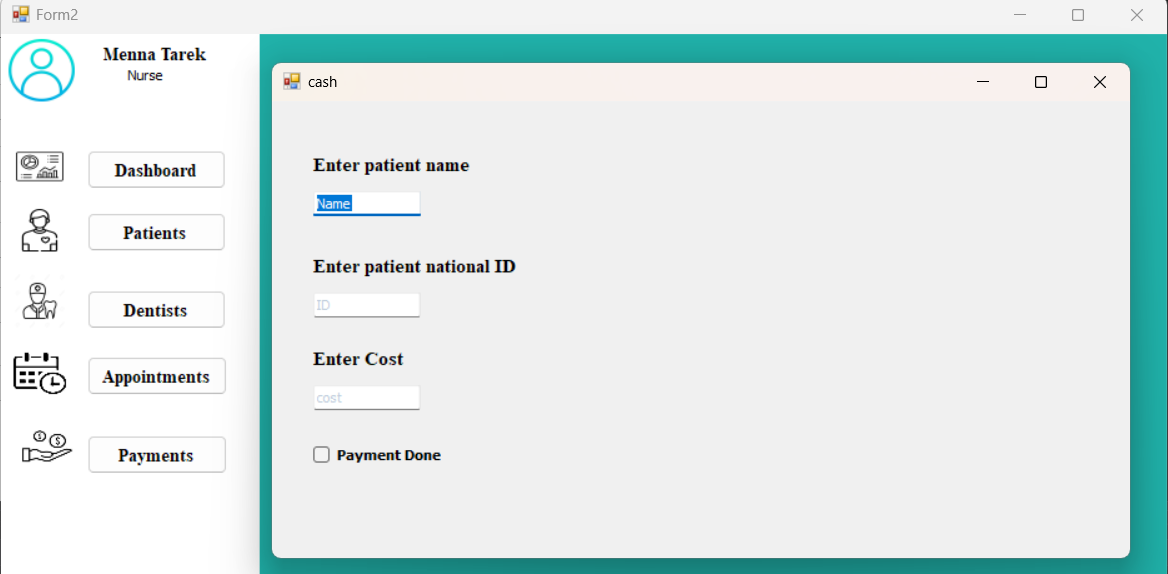 Form2
Menna Tarek
Nurse
Dashboard
Patients
Dentists
Appointments
Payments
cash
Enter patient name
Name
Enter patient national ID
ID
Enter Cost
cost
Payment Done